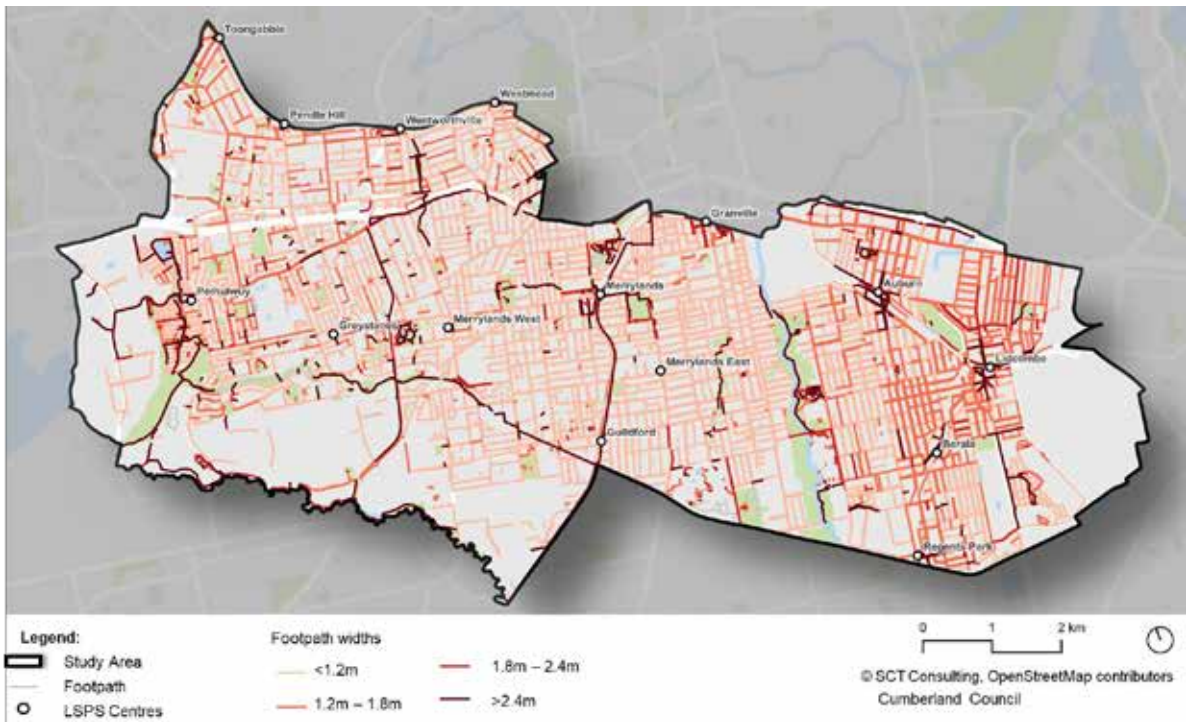 Toongabbie
Pendle Hill
Wentworthville
Westmead
Granville
Pemulwuy
Greystanes
Merrylands West
Merrylands
Merrylands East
Auburn
Lidcombe
Guildford
Berala
Regents Park
Legend:
Study Area
Footpath
LSPS Centres
Footpath widths
<1.2m
1.2m – 1.8m
1.8m – 2.4m
>2.4m
0 1 2 km
© SCT Consulting, OpenStreetMap contributors
Cumberland Council